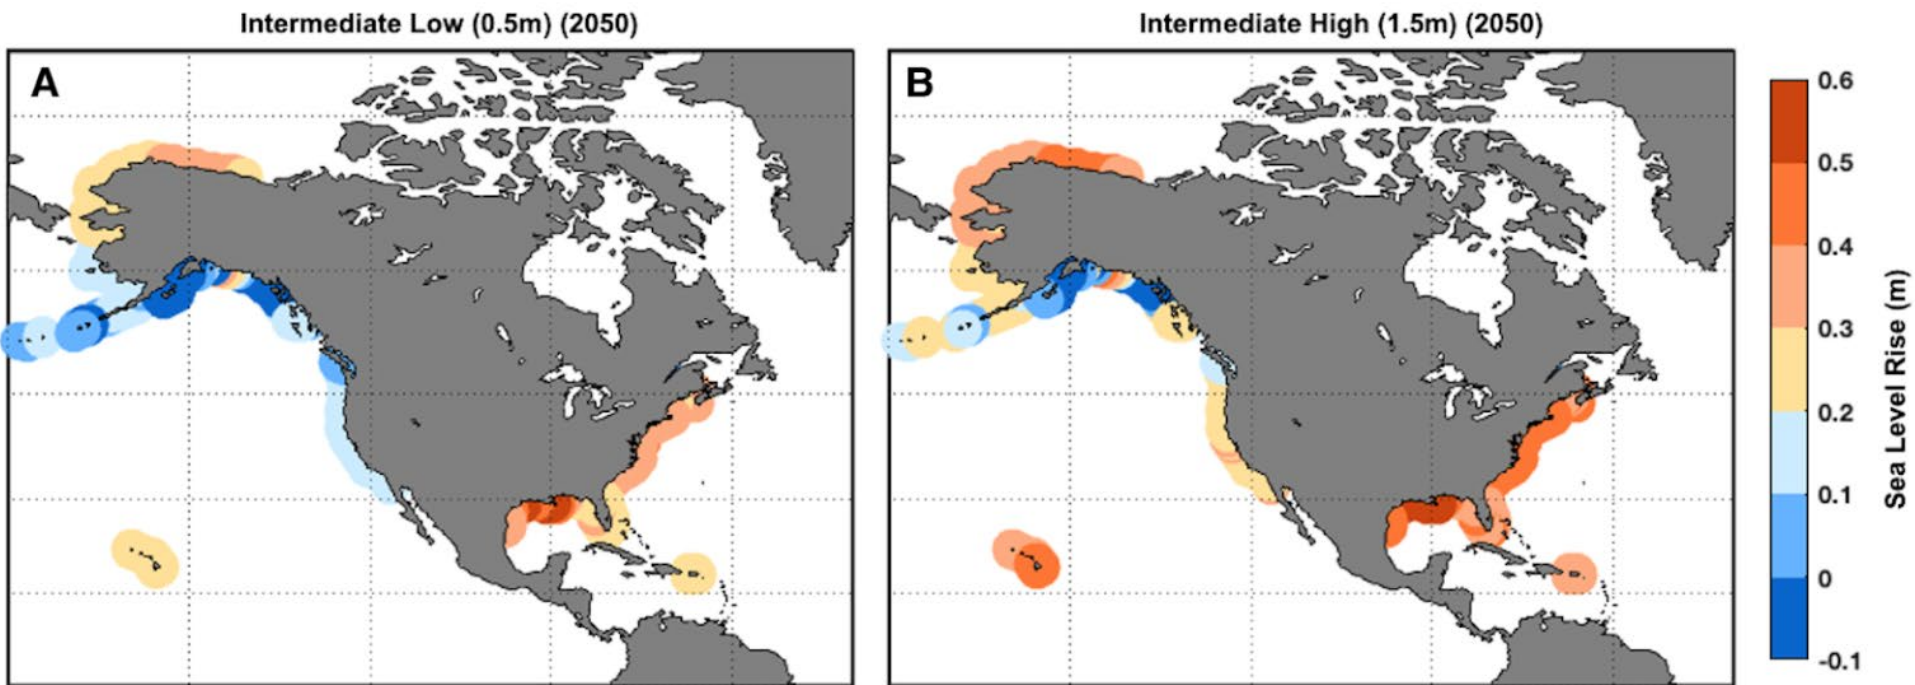 Intermediate Low (0.5m) (2050)
Intermediate High (1.5m) (2050)
A
B
0.6
0.5
0.4
0.3
0.2
0.1
0
-0.1
Sea Level Rise (m)